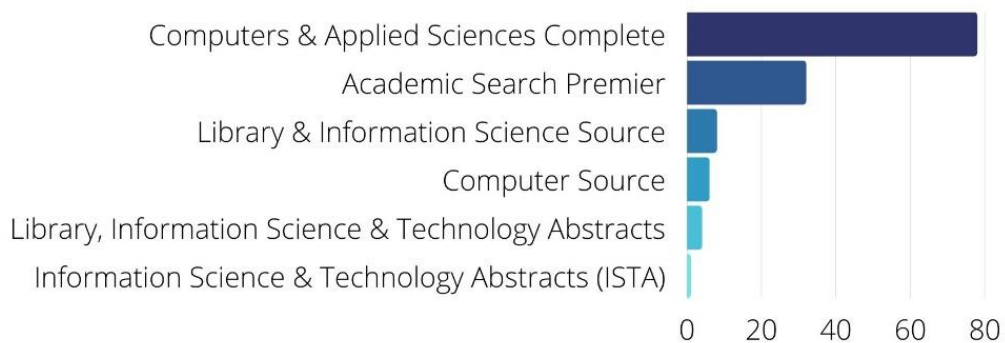 Computers & Applied Sciences Complete
Academic Search Premier
Library & Information Science Source
Computer Source
Library, Information Science & Technology Abstracts
Information Science & Technology Abstracts (ISTA)
0 20 40 60 80